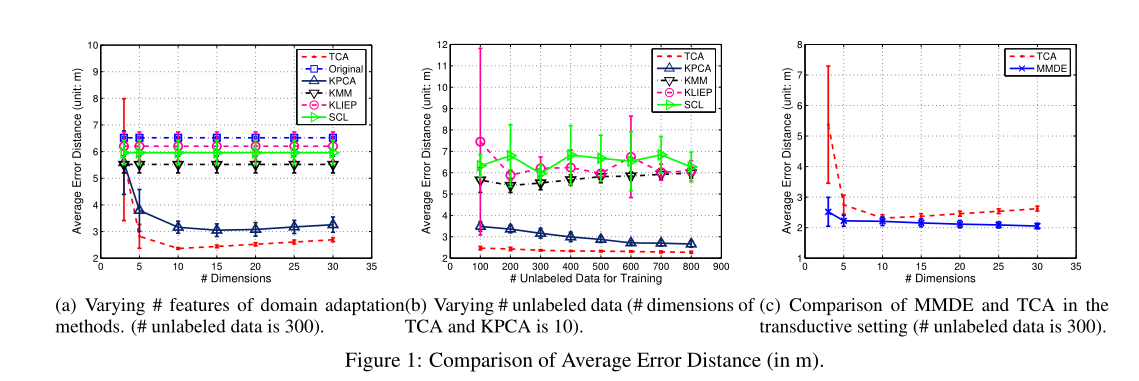 10
9
8
7
6
5
4
3
2
0 5 10 15 20 25 30 35
Average Error Distance (unit: m)
# Dimensions
TCA
Original
KPCA
KMM
KLIEP
SCL
12
11
10
9
8
7
6
5
4
3
2
0 100 200 300 400 500 600 700 800 900
Average Error Distance (unit: m)
# Unlabeled Data for Training
TCA
KPCA
KMM
KLIEP
SCL
8
7
6
5
4
3
2
1
0 5 10 15 20 25 30 35
Average Error Distance (unit: m)
# Dimensions
TCA
MMDE
(a) Varying # features of domain adaptation
methods. (# unlabeled data is 300).
(b) Varying # unlabeled data (# dimensions of
TCA and KPCA is 10).
(c) Comparison of MMDE and TCA in the
transductive setting (# unlabeled data is 300).
Figure 1: Comparison of Average Error Distance (in m).